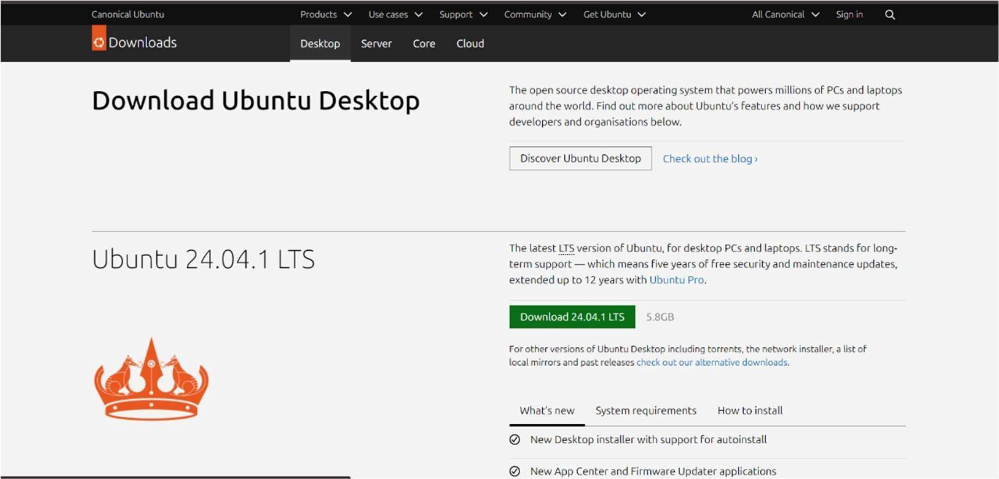 Canonical Ubuntu
Products
Use cases
Support
Community
Get Ubuntu
All Canonical
Sign in
Downloads
Desktop
Server
Core
Cloud
Download Ubuntu Desktop
The open source desktop operating system that powers millions of PCs and laptops
around the world. Find out more about Ubuntu's features and how we support
developers and organisations below.
Discover Ubuntu Desktop
Check out the blog ›
Ubuntu 24.04.1 LTS
The latest LTS version of Ubuntu, for desktop PCs and laptops. LTS stands for long-
term support — which means five years of free security and maintenance updates,
extended up to 12 years with Ubuntu Pro.
Download 24.04.1 LTS
5.8GB
For other versions of Ubuntu Desktop including torrents, the network installer, a list of
local mirrors and past releases check out our alternative downloads.
What's new
System requirements
How to install
New Desktop installer with support for autoinstall
New App Center and Firmware Updater applications